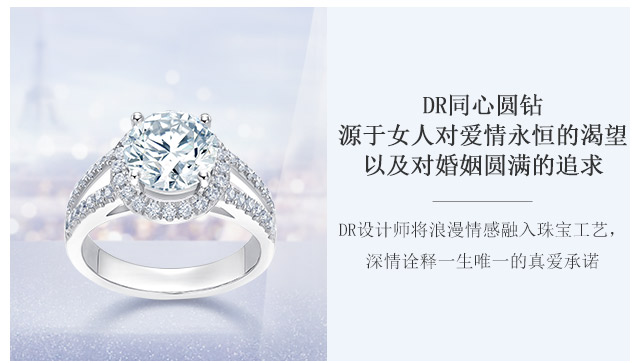 DR同心圆钻
源于女人对爱情永恒的渴望
以及对婚姻圆满的追求
DR设计师将浪漫情感融入珠宝工艺，
深情诠释一生唯一的真爱承诺